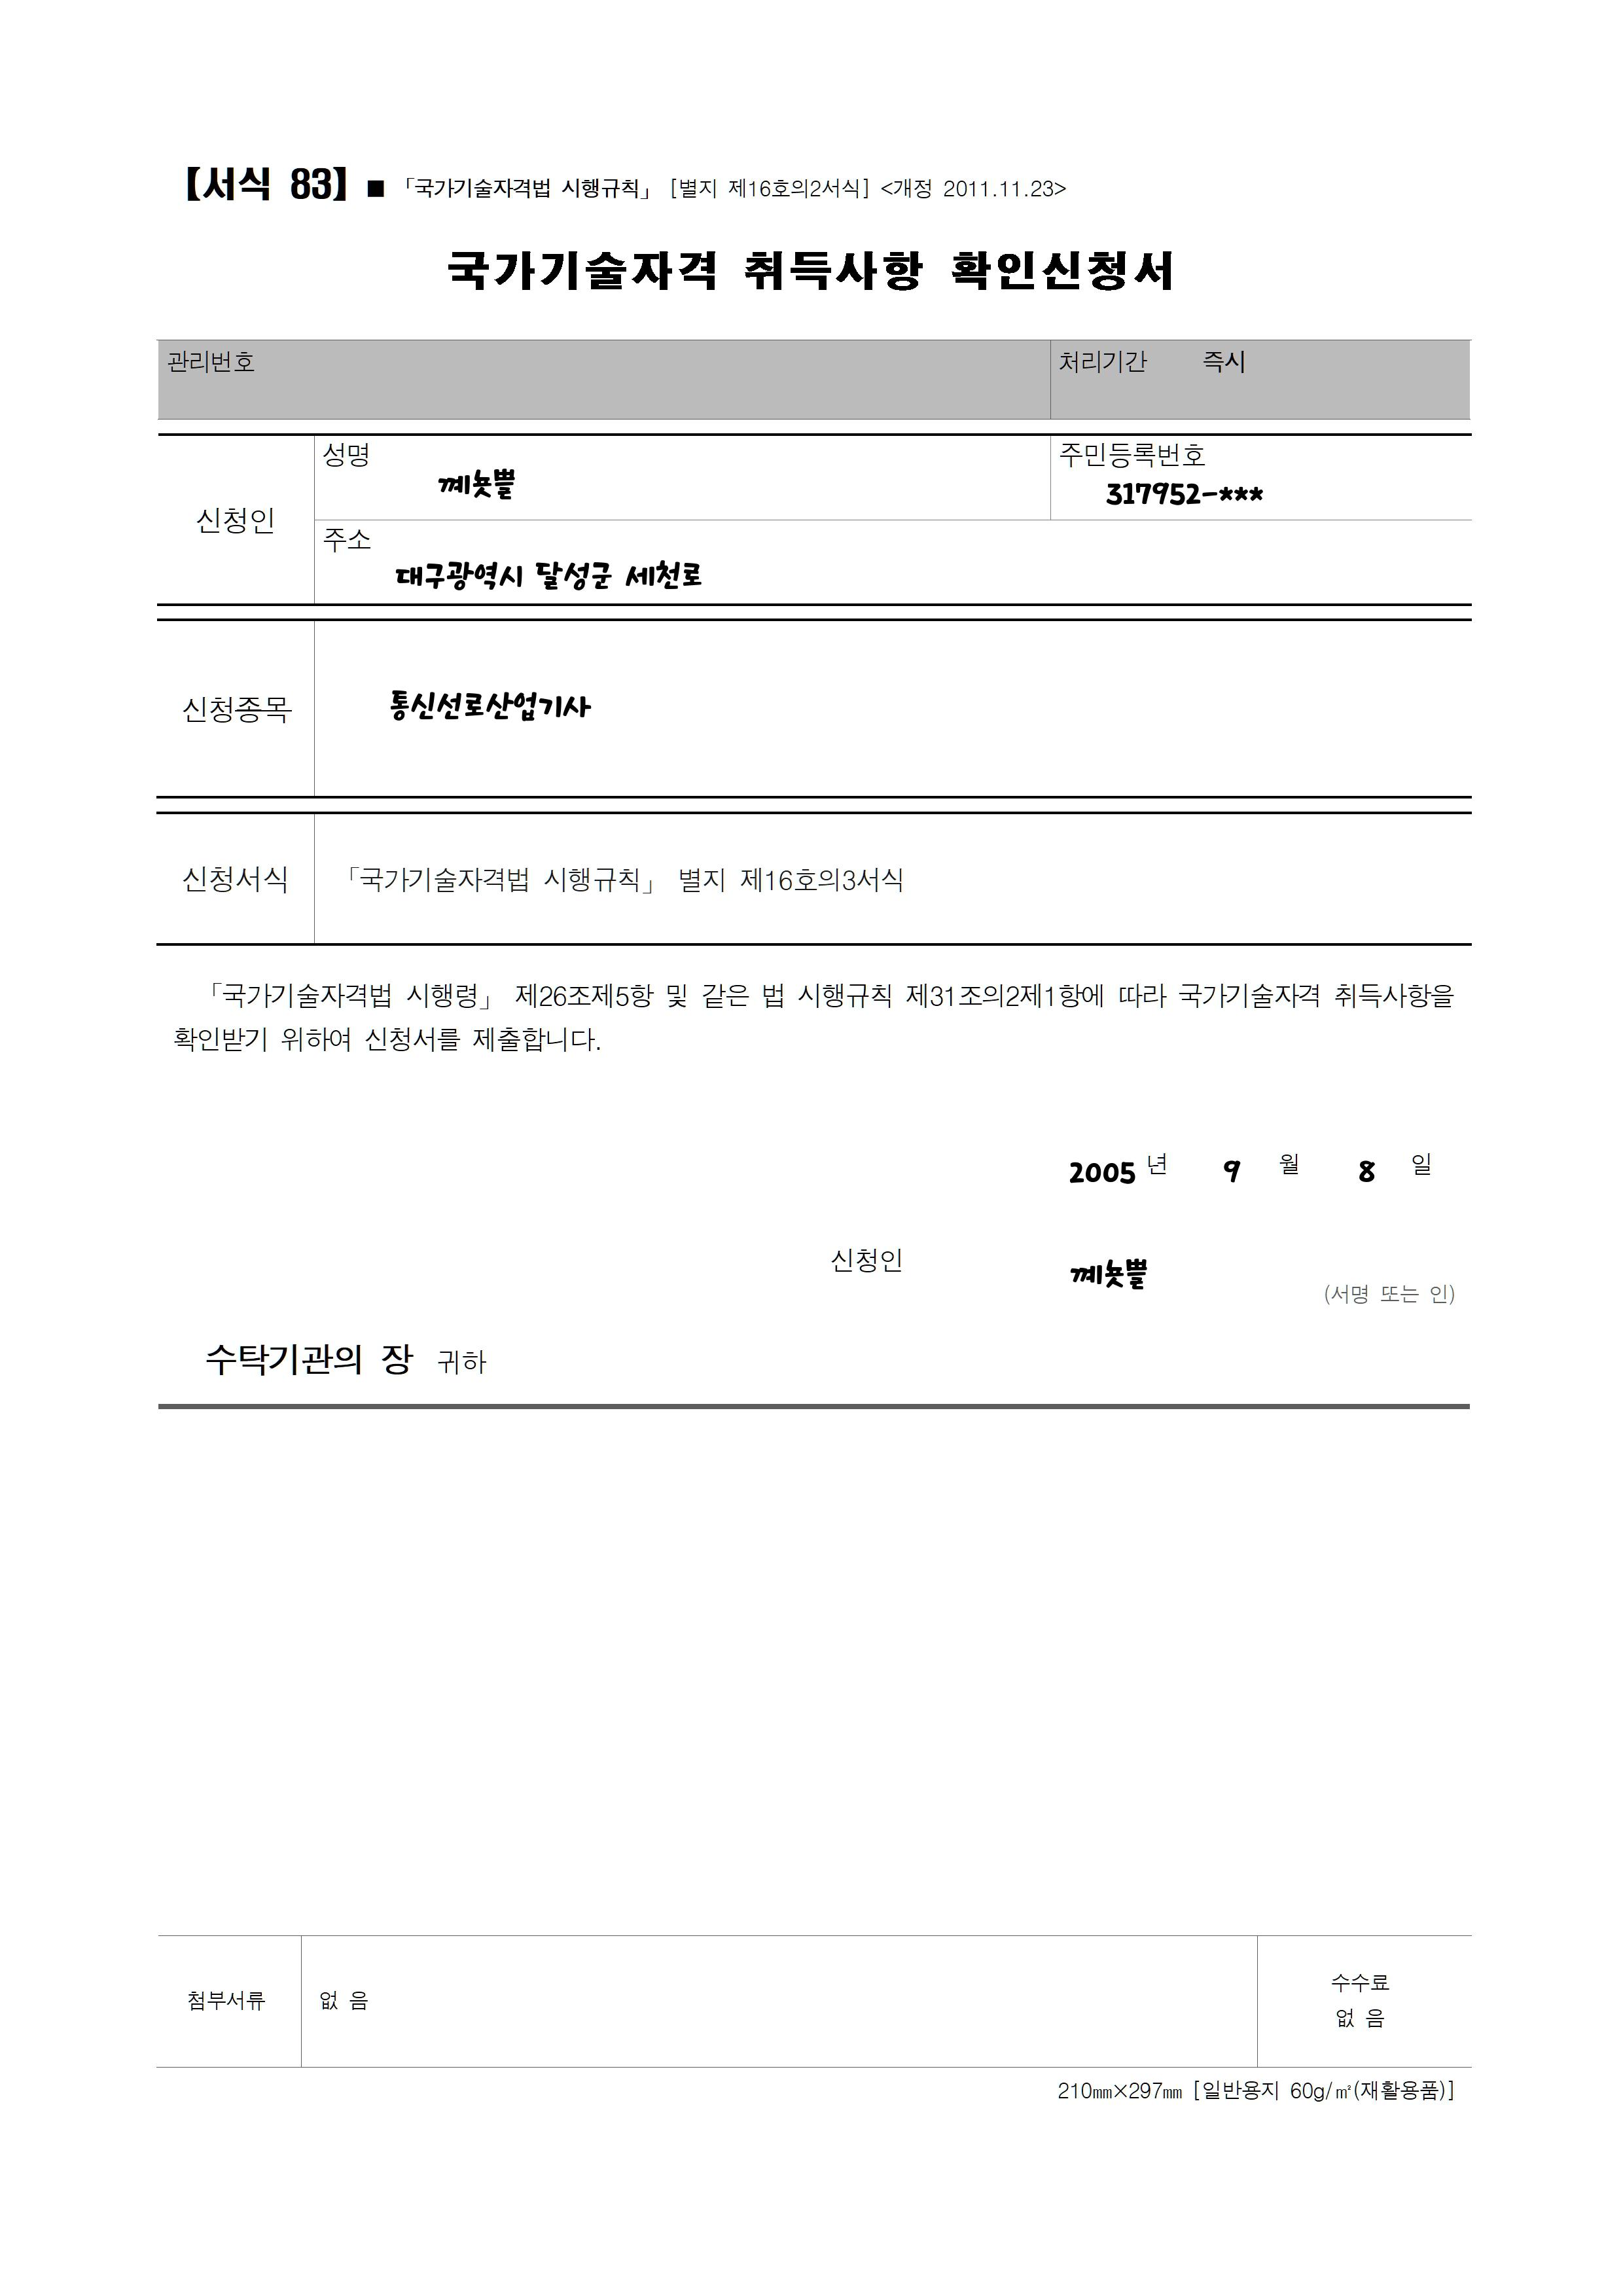 【서식 83】 ■ 「국가기술자격법 시행규칙」 [별지 제16호의2서식] <개정 2011.11.23>
국가기술자격 취득사항 확인신청서
관리번호 처리기간 즉시
신청인
성명
주민등록번호
317952-***
주소
대구광역시 달성군 세천로
신청종목 통신선로산업기사
신청서식 「국가기술자격법 시행규칙」 별지 제16호의3서식
「국가기술자격법 시행령」 제26조제5항 및 같은 법 시행규칙 제31조의2제1항에 따라 국가기술자격 취득사항을
확인받기 위하여 신청서를 제출합니다.
2005 년 9 월 8 일
신청인
(서명 또는 인)
수탁기관의 장 귀하
첨부서류 없 음
수수료
없 음
210㎜×297㎜ [일반용지 60g/㎡(재활용품)]